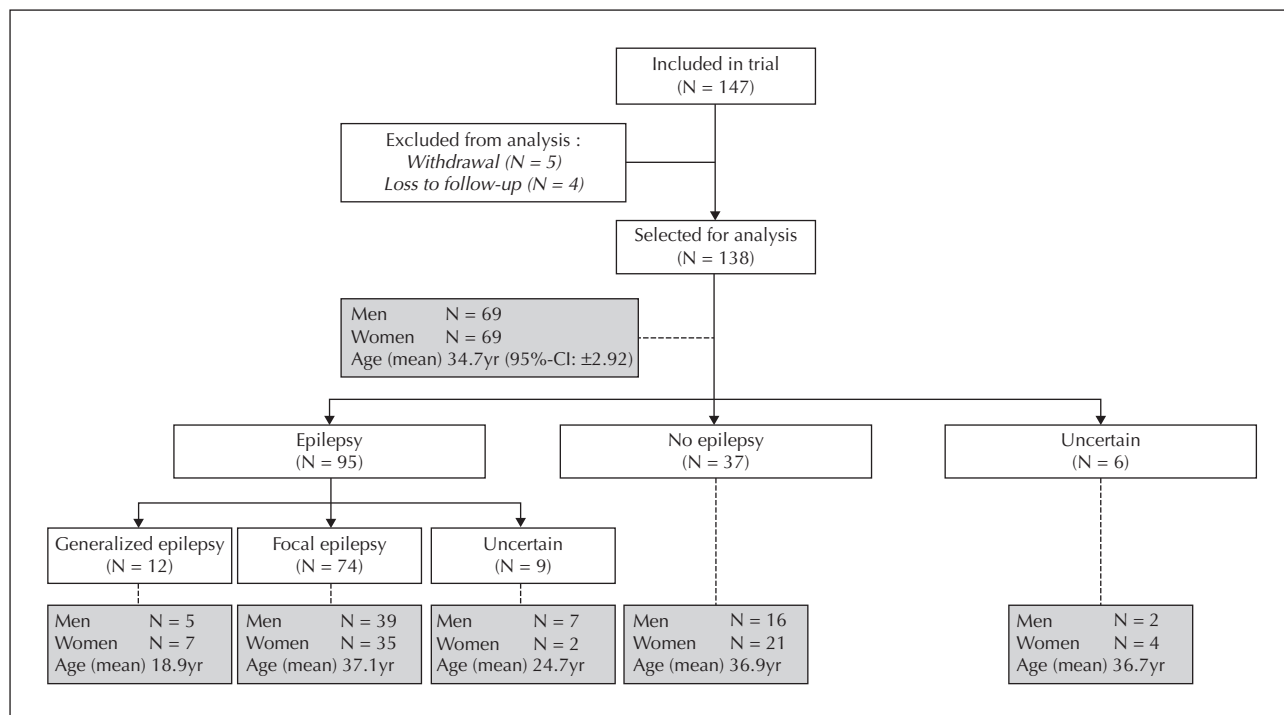 Included in trial
(N = 147)
Excluded from analysis :
Withdrawal (N = 5)
Loss to follow-up (N = 4)
Selected for analysis
(N = 138)
Men N = 69
Women N = 69
Age (mean) 34.7yr (95%-CI: ±2.92)
Epilepsy
(N = 95)
No epilepsy
(N = 37)
Uncertain
(N = 6)
Generalized epilepsy
(N = 12)
Focal epilepsy
(N = 74)
Uncertain
(N = 9)
Men N = 5
Women N = 7
Age (mean) 18.9yr
Men N = 39
Women N = 35
Age (mean) 37.1yr
Men N = 7
Women N = 2
Age (mean) 24.7yr
Men N = 16
Women N = 21
Age (mean) 36.9yr
Men N = 2
Women N = 4
Age (mean) 36.7yr